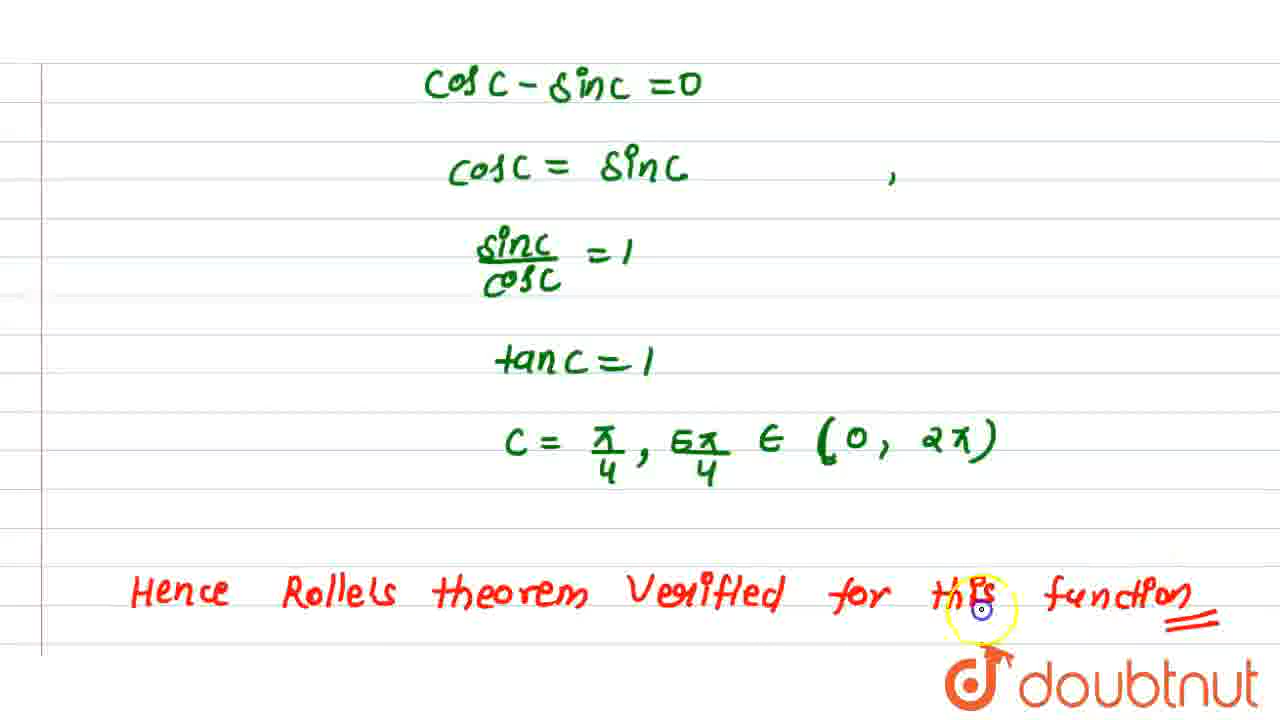 cos c - sin c = 0
cos c = sin c ,
sin c / cos c = 1
tan c = 1
c = π/4 , 5π/4 ∈ (0, 2π)
Hence Rolle's theorem Verified for this function
doubtnut